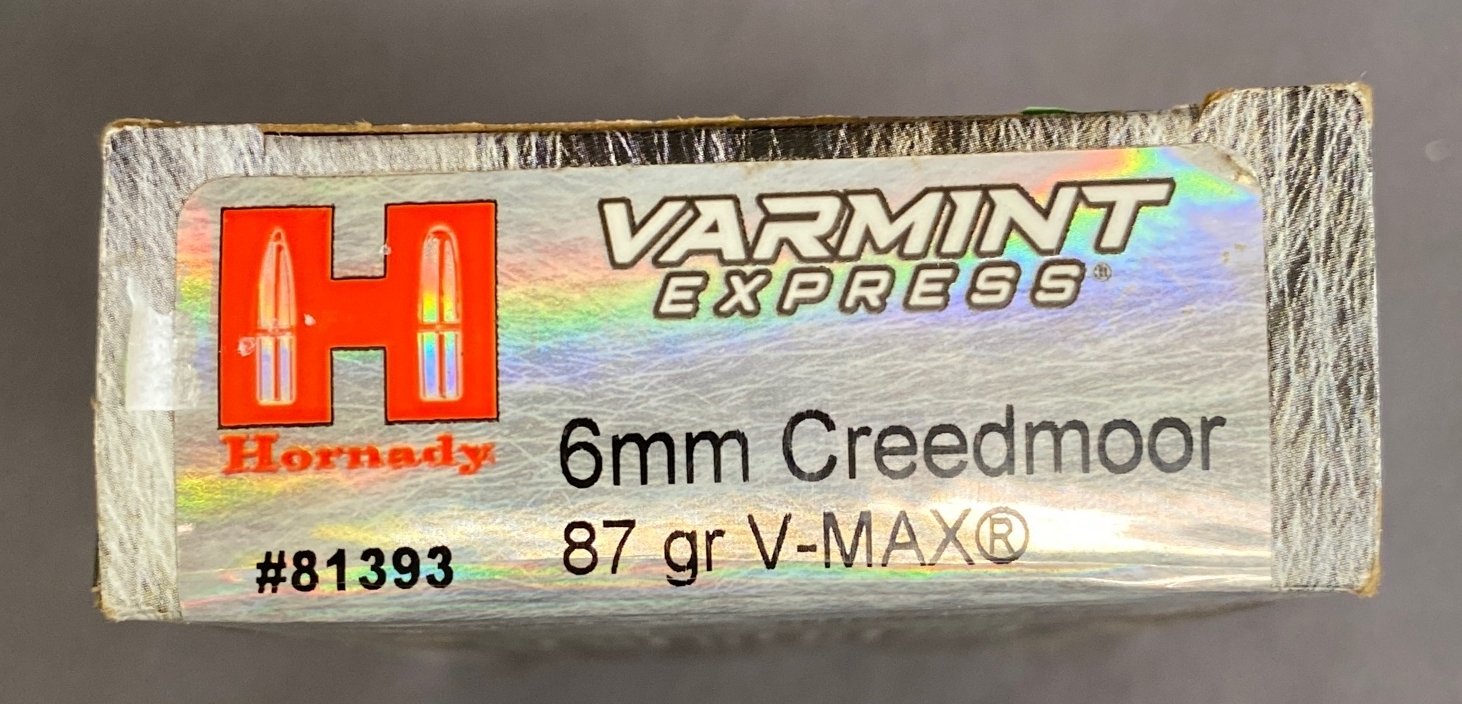 VARMINT
EXPRESS®
Hornady
6mm Creedmoor
87 gr V-MAX®
#81393